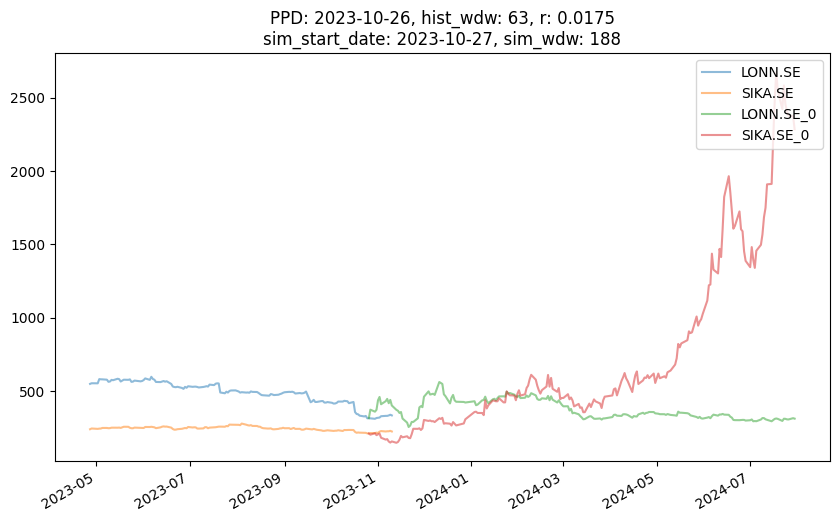 PPD: 2023-10-26, hist_wdw: 63, r: 0.0175
sim_start_date: 2023-10-27, sim_wdw: 188
LONN.SE
SIKA.SE
LONN.SE_0
SIKA.SE_0
2500
2000
1500
1000
500
2023-05
2023-07
2023-09
2023-11
2024-01
2024-03
2024-05
2024-07